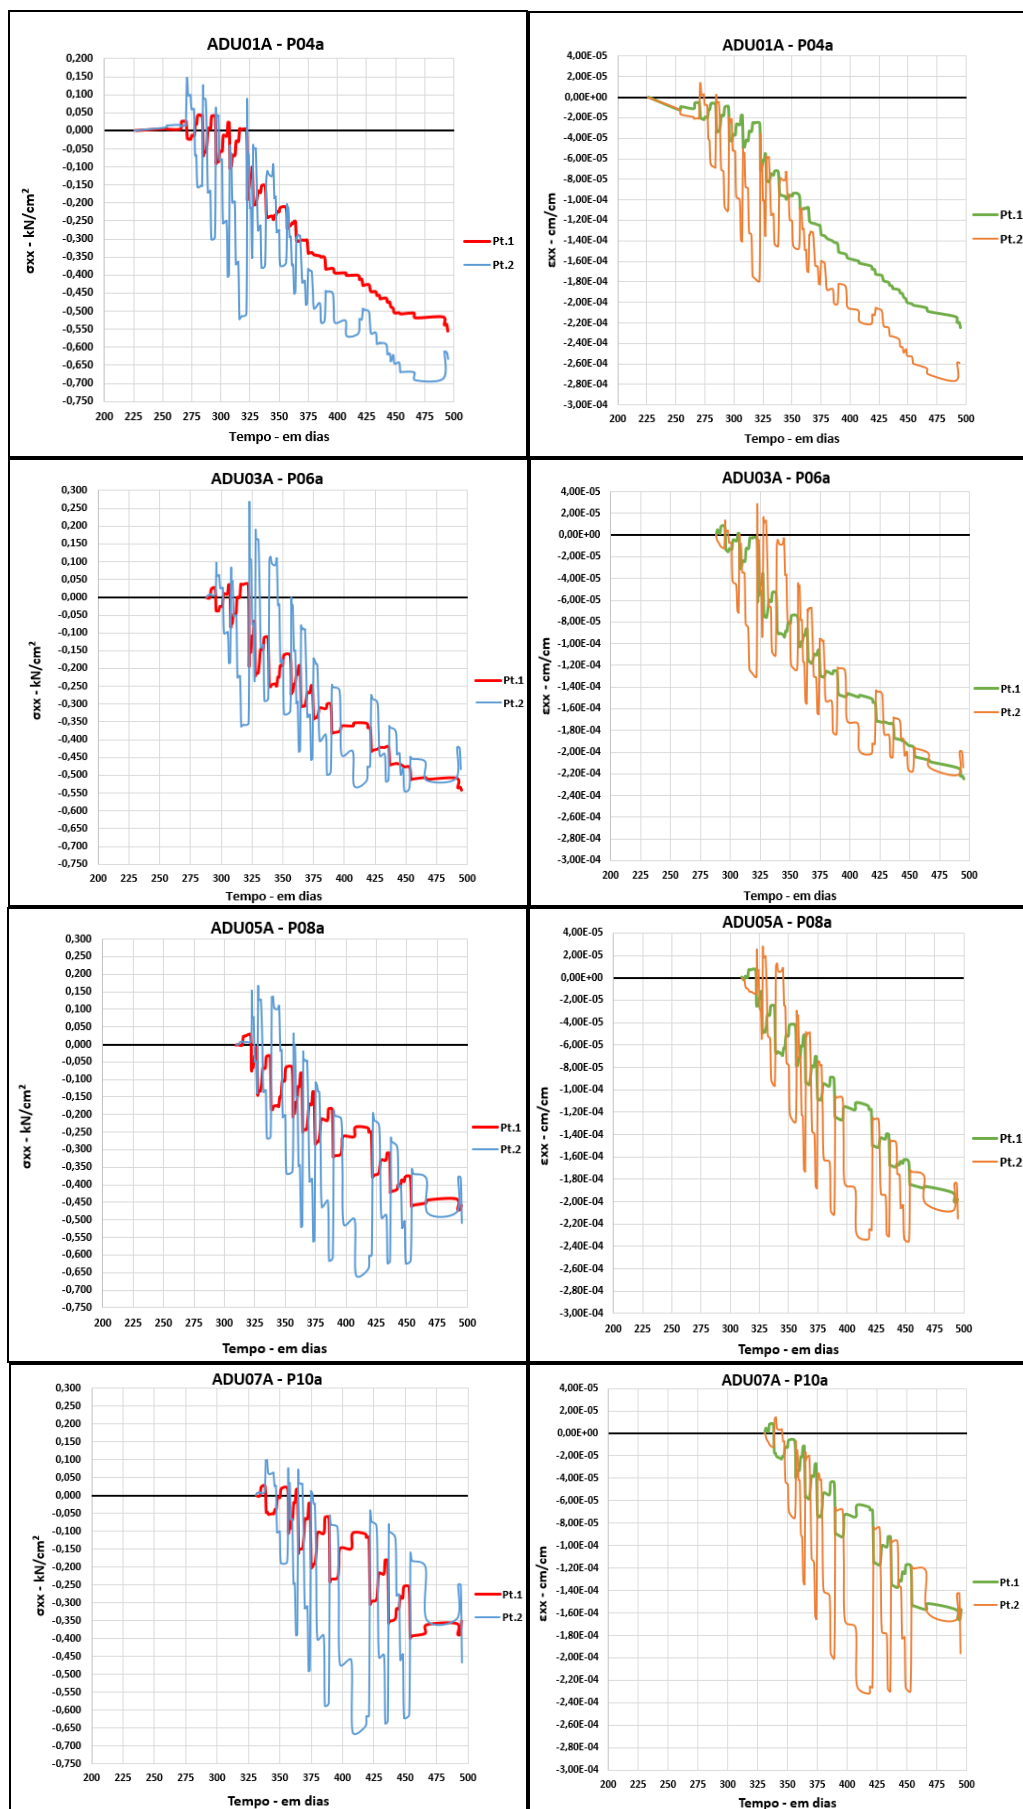 ADU01A - P04a
0,200
0,150
0,100
0,050
0,000
-0,050
-0,100
-0,150
-0,200
-0,250
-0,300
-0,350
-0,400
-0,450
-0,500
-0,550
-0,600
-0,650
-0,700
-0,750
σxx - kN/cm²
200 225 250 275 300 325 350 375 400 425 450 475 500
Tempo - em dias
Pt.1
Pt.2
ADU01A - P04a
4,00E-05
2,00E-05
0,00E+00
-2,00E-05
-4,00E-05
-6,00E-05
-8,00E-05
-1,00E-04
-1,20E-04
-1,40E-04
-1,60E-04
-1,80E-04
-2,00E-04
-2,20E-04
-2,40E-04
-2,60E-04
-2,80E-04
-3,00E-04
εxx - cm/cm
200 225 250 275 300 325 350 375 400 425 450 475 500
Tempo - em dias
Pt.1
Pt.2
ADU03A - P06a
0,300
0,250
0,200
0,150
0,100
0,050
0,000
-0,050
-0,100
-0,150
-0,200
-0,250
-0,300
-0,350
-0,400
-0,450
-0,500
-0,550
-0,600
-0,650
-0,700
-0,750
σxx - kN/cm²
200 225 250 275 300 325 350 375 400 425 450 475 500
Tempo - em dias
Pt.1
Pt.2
ADU03A - P06a
4,00E-05
2,00E-05
0,00E+00
-2,00E-05
-4,00E-05
-6,00E-05
-8,00E-05
-1,00E-04
-1,20E-04
-1,40E-04
-1,60E-04
-1,80E-04
-2,00E-04
-2,20E-04
-2,40E-04
-2,60E-04
-2,80E-04
-3,00E-04
εxx - cm/cm
200 225 250 275 300 325 350 375 400 425 450 475 500
Tempo - em dias
Pt.1
Pt.2
ADU05A - P08a
0,300
0,250
0,200
0,150
0,100
0,050
0,000
-0,050
-0,100
-0,150
-0,200
-0,250
-0,300
-0,350
-0,400
-0,450
-0,500
-0,550
-0,600
-0,650
-0,700
-0,750
σxx - kN/cm²
200 225 250 275 300 325 350 375 400 425 450 475 500
Tempo - em dias
Pt.1
Pt.2
ADU05A - P08a
4,00E-05
2,00E-05
0,00E+00
-2,00E-05
-4,00E-05
-6,00E-05
-8,00E-05
-1,00E-04
-1,20E-04
-1,40E-04
-1,60E-04
-1,80E-04
-2,00E-04
-2,20E-04
-2,40E-04
-2,60E-04
-2,80E-04
-3,00E-04
εxx - cm/cm
200 225 250 275 300 325 350 375 400 425 450 475 500
Tempo - em dias
Pt.1
Pt.2
ADU07A - P10a
0,300
0,250
0,200
0,150
0,100
0,050
0,000
-0,050
-0,100
-0,150
-0,200
-0,250
-0,300
-0,350
-0,400
-0,450
-0,500
-0,550
-0,600
-0,650
-0,700
-0,750
σxx - kN/cm²
200 225 250 275 300 325 350 375 400 425 450 475 500
Tempo - em dias
Pt.1
Pt.2
ADU07A - P10a
4,00E-05
2,00E-05
0,00E+00
-2,00E-05
-4,00E-05
-6,00E-05
-8,00E-05
-1,00E-04
-1,20E-04
-1,40E-04
-1,60E-04
-1,80E-04
-2,00E-04
-2,20E-04
-2,40E-04
-2,60E-04
-2,80E-04
-3,00E-04
εxx - cm/cm
200 225 250 275 300 325 350 375 400 425 450 475 500
Tempo - em dias
Pt.1
Pt.2